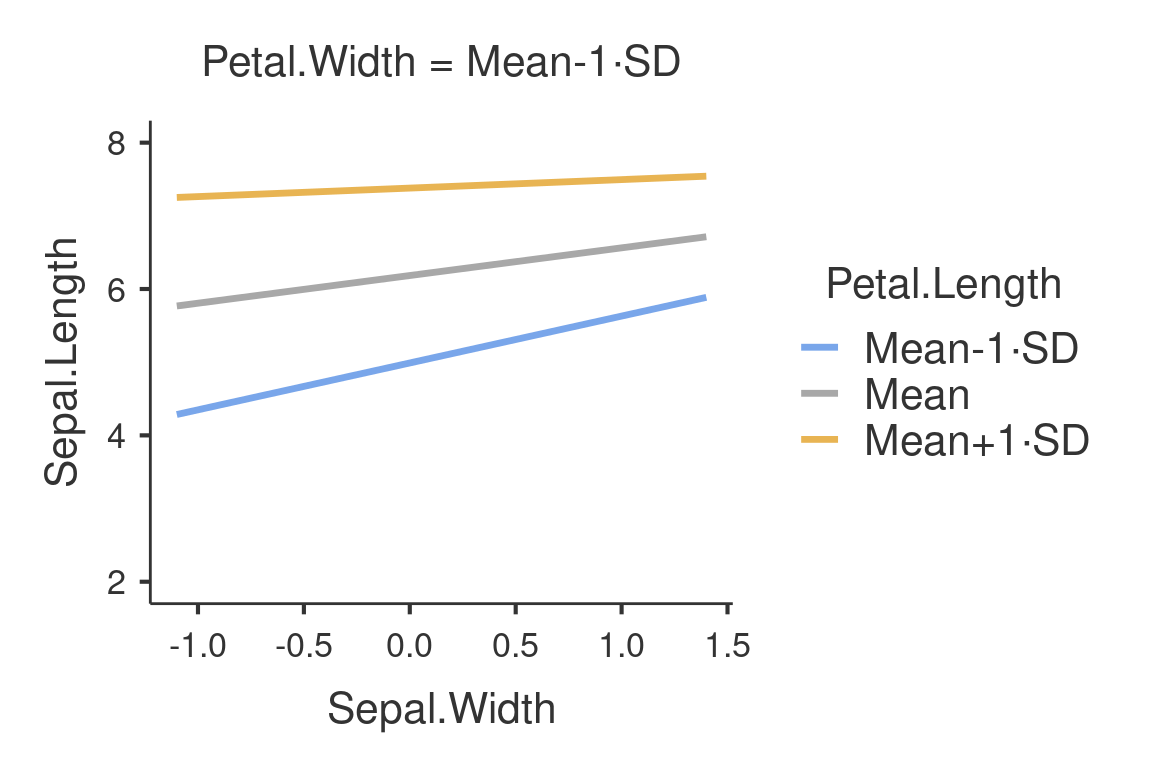 Petal.Width = Mean-1·SD
8
6
4
2
Sepal.Length
-1.0 -0.5 0.0 0.5 1.0 1.5
Sepal.Width
Petal.Length
Mean-1·SD
Mean
Mean+1·SD